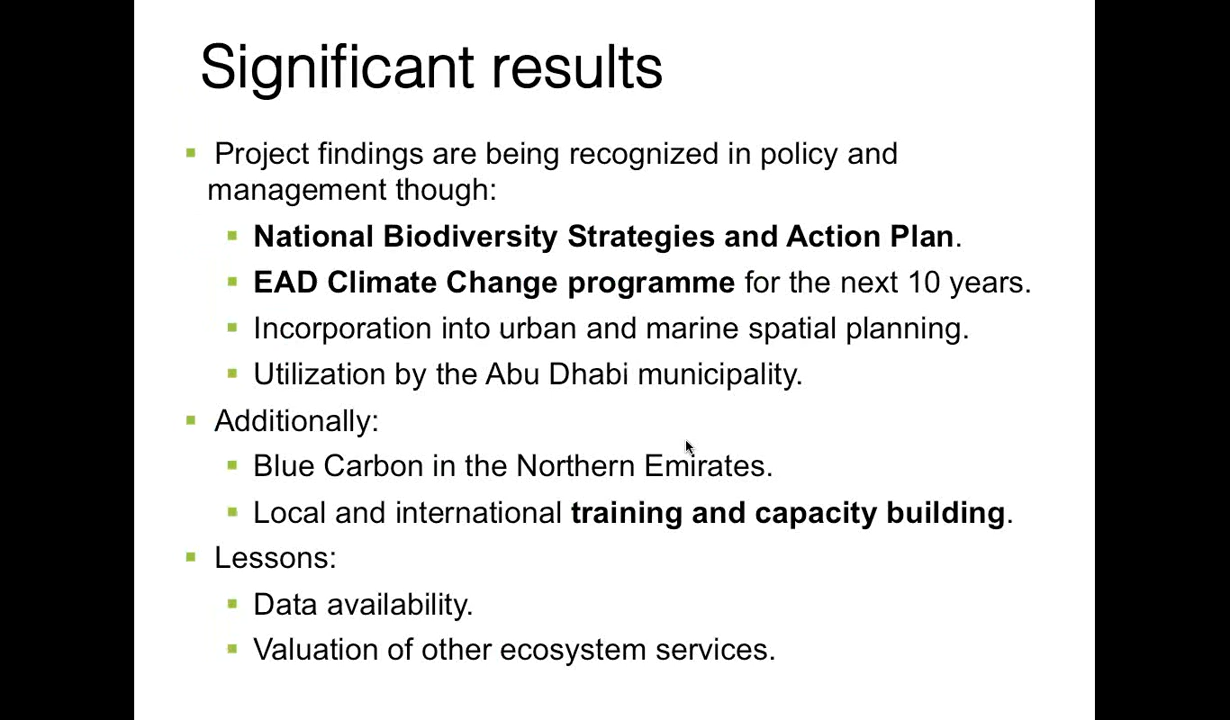 Significant results
Project findings are being recognized in policy and
management though:
National Biodiversity Strategies and Action Plan.
EAD Climate Change programme for the next 10 years.
Incorporation into urban and marine spatial planning.
Utilization by the Abu Dhabi municipality.
Additionally:
Blue Carbon in the Northern Emirates.
Local and international training and capacity building.
Lessons:
Data availability.
Valuation of other ecosystem services.